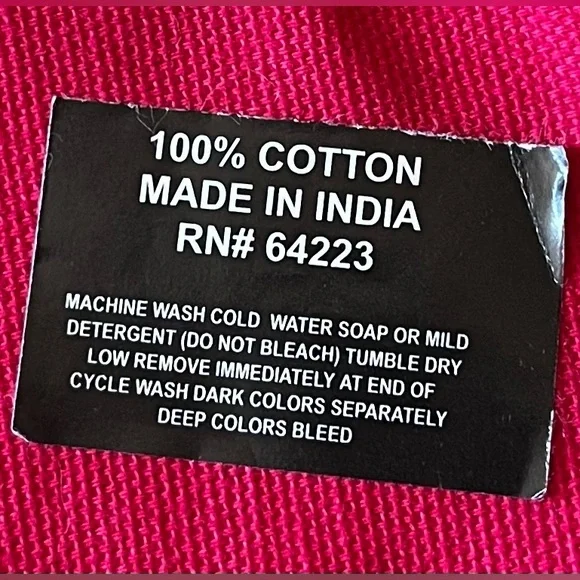 100% COTTON
MADE IN INDIA
RN# 64223
MACHINE WASH COLD WATER SOAP OR MILD
DETERGENT (DO NOT BLEACH) TUMBLE DRY
LOW REMOVE IMMEDIATELY AT END OF
CYCLE WASH DARK COLORS SEPARATELY
DEEP COLORS BLEED